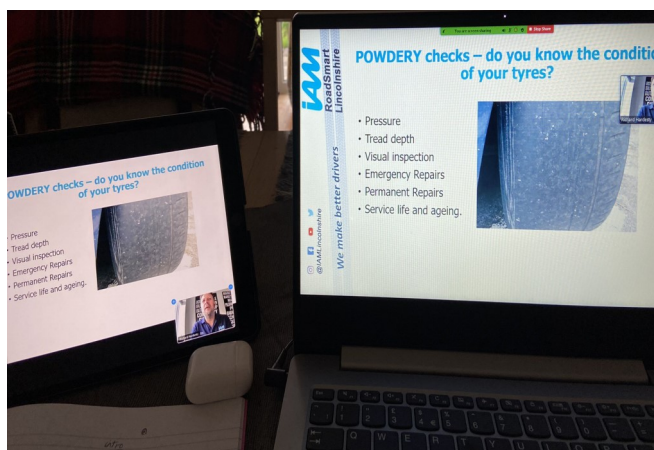 OWDERY checks – do you know the condition
of your tyres?
Pressure
• Tread depth
• Visual inspection
• Emergency Repairs
• Permanent Repairs
• Service life and ageing.
intro
Stop Share
IAM
RoadSmart
Lincolnshire
We make better drivers
@IAMLincolnshire
POWDERY checks – do you know the conditio
of your tyres?
• Pressure
• Tread depth
• Visual inspection
• Emergency Repairs
• Permanent Repairs
• Service life and ageing.
Q W E R T Y U